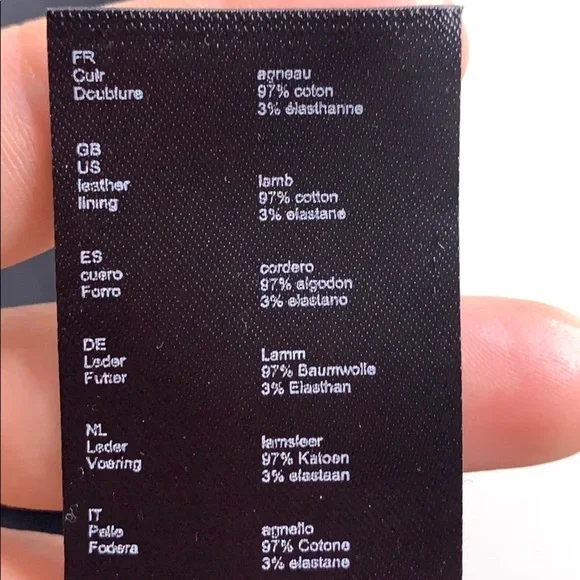 FR
Cuir agneau
Doublure 97% coton
3% élasthanne
GB
US
leather lamb
lining 97% cotton
3% elastane
ES
cuero cordero
Forro 97% algodon
3% elastano
DE
Leder Lamm
Futter 97% Baumwolle
3% Elasthan
NL
Leder lamsleer
Voering 97% Katoen
3% elastaan
IT
Pelle agnello
Fodera 97% Cotone
3% elastane